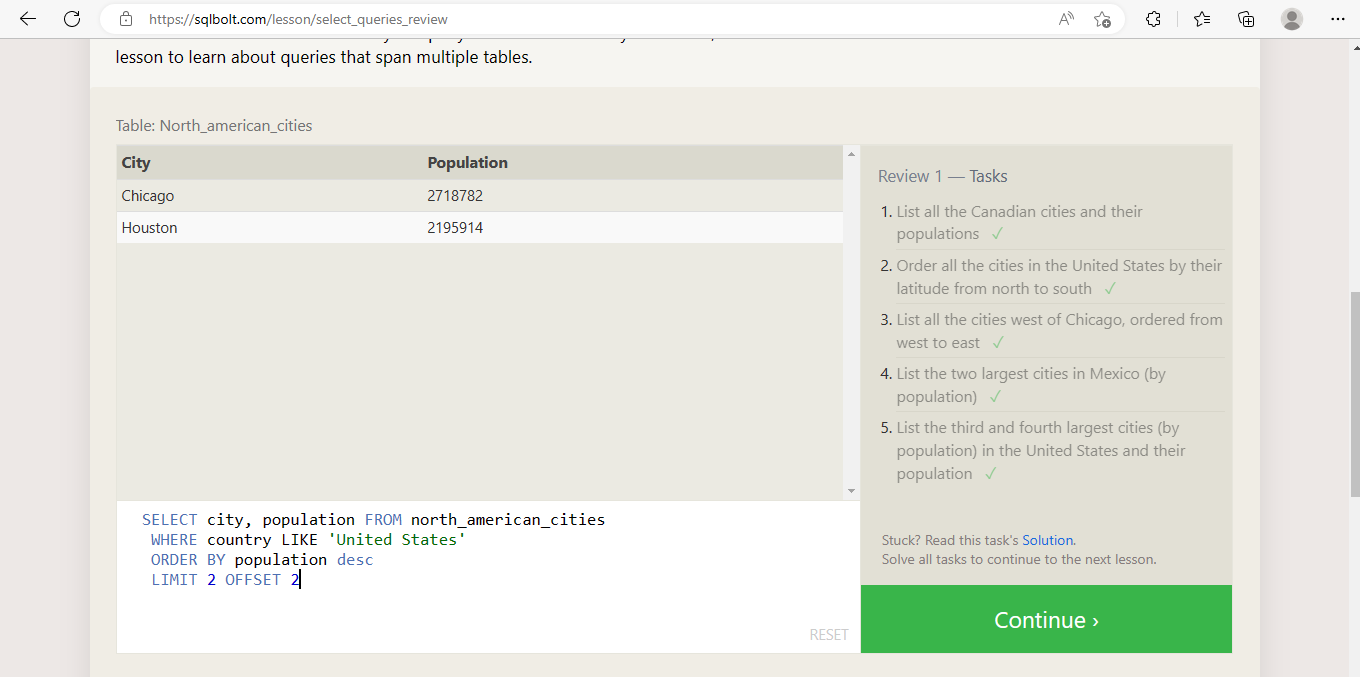 https://sqlbolt.com/lesson/select_queries_review
lesson to learn about queries that span multiple tables.
Table: North_american_cities
City Population
Chicago 2718782
Houston 2195914
SELECT city, population FROM north_american_cities
WHERE country LIKE 'United States'
ORDER BY population desc
LIMIT 2 OFFSET 2
RESET
Review 1 — Tasks
1. List all the Canadian cities and their
populations ✓
2. Order all the cities in the United States by their
latitude from north to south ✓
3. List all the cities west of Chicago, ordered from
west to east ✓
4. List the two largest cities in Mexico (by
population) ✓
5. List the third and fourth largest cities (by
population) in the United States and their
population ✓
Stuck? Read this task's Solution.
Solve all tasks to continue to the next lesson.
Continue ›